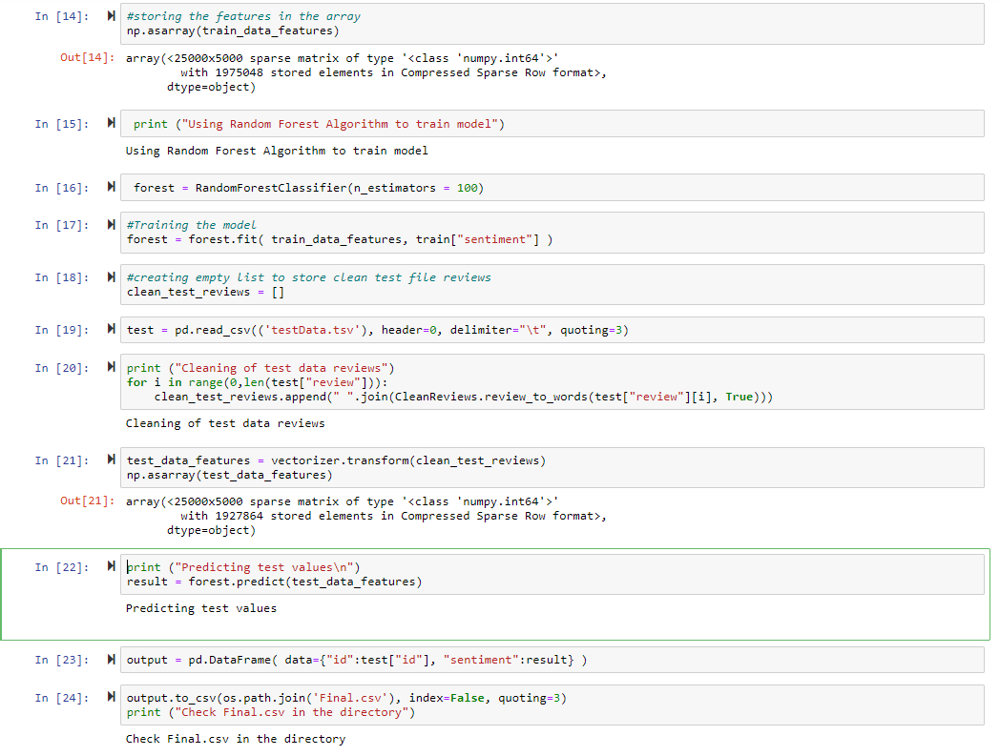 In [14]: #storing the features in the array
np.asarray(train_data_features)
Out[14]: array(<25000x5000 sparse matrix of type '<class 'numpy.int64'>'
with 1975048 stored elements in Compressed Sparse Row format>,
dtype=object)
In [15]: print ("Using Random Forest Algorithm to train model")
Using Random Forest Algorithm to train model
In [16]: forest = RandomForestClassifier(n_estimators = 100)
In [17]: #Training the model
forest = forest.fit( train_data_features, train["sentiment"] )
In [18]: #creating empty list to store clean test file reviews
clean_test_reviews = []
In [19]: test = pd.read_csv(('testData.tsv'), header=0, delimiter="\t", quoting=3)
In [20]: print ("Cleaning of test data reviews")
for i in range(0,len(test["review"])):
clean_test_reviews.append(" ".join(CleanReviews.review_to_words(test["review"][i], True)))
Cleaning of test data reviews
In [21]: test_data_features = vectorizer.transform(clean_test_reviews)
np.asarray(test_data_features)
Out[21]: array(<25000x5000 sparse matrix of type '<class 'numpy.int64'>'
with 1927864 stored elements in Compressed Sparse Row format>,
dtype=object)
In [22]: print ("Predicting test values\n")
result = forest.predict(test_data_features)
Predicting test values
In [23]: output = pd.DataFrame( data={"id":test["id"], "sentiment":result} )
In [24]: output.to_csv(os.path.join('Final.csv'), index=False, quoting=3)
print ("Check Final.csv in the directory")
Check Final.csv in the directory